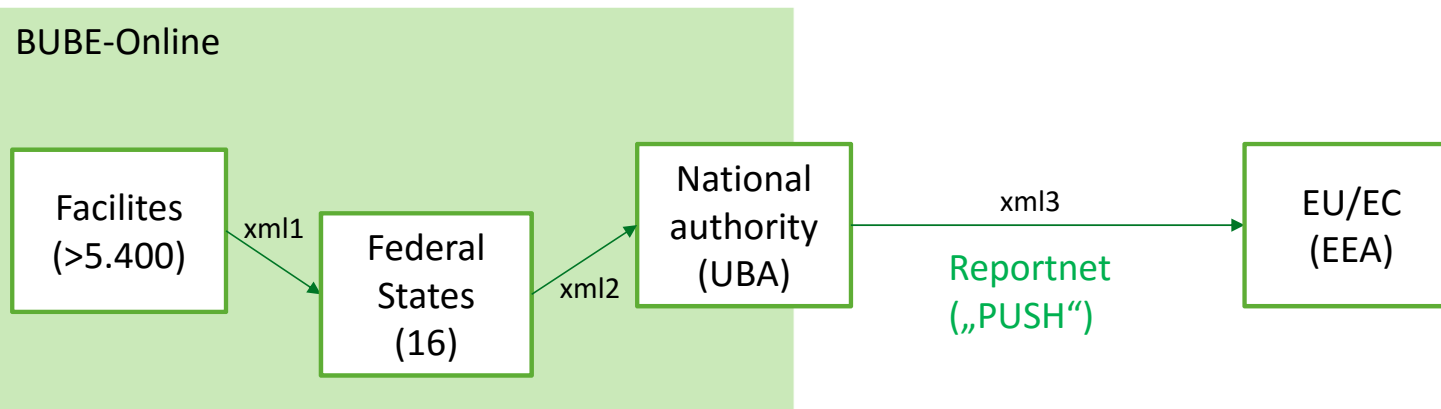 BUBE-Online
Facilites
(>5.400)
xml1
Federal
States
(16)
xml2
National
authority
(UBA)
xml3
Reportnet
(„PUSH“)
EU/EC
(EEA)